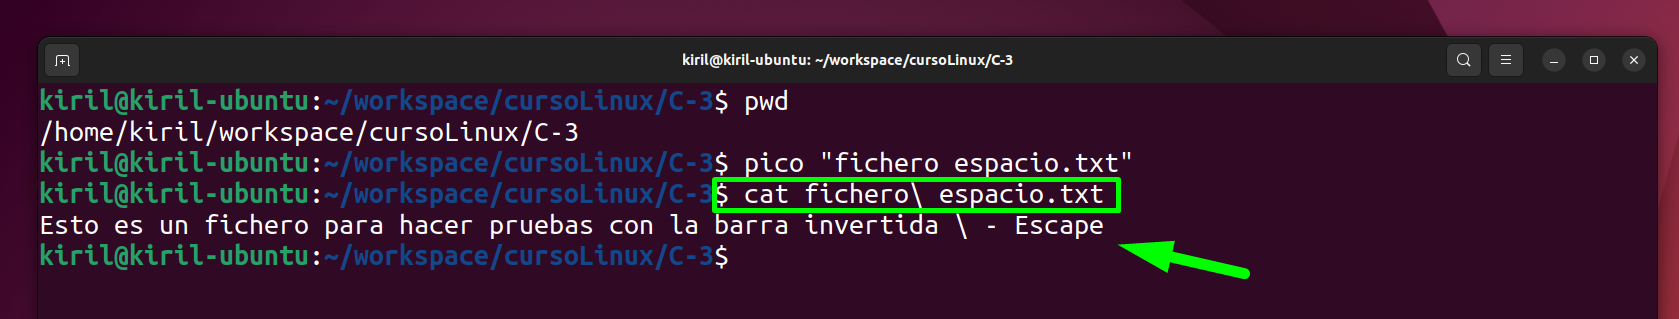 kiril@kiril-ubuntu: ~/workspace/cursoLinux/C-3
kiril@kiril-ubuntu:~/workspace/cursoLinux/C-3$ pwd
/home/kiril/workspace/cursoLinux/C-3
kiril@kiril-ubuntu:~/workspace/cursoLinux/C-3$ pico "fichero espacio.txt"
kiril@kiril-ubuntu:~/workspace/cursoLinux/C-3$ cat fichero\ espacio.txt
Esto es un fichero para hacer pruebas con la barra invertida \ - Escape
kiril@kiril-ubuntu:~/workspace/cursoLinux/C-3$